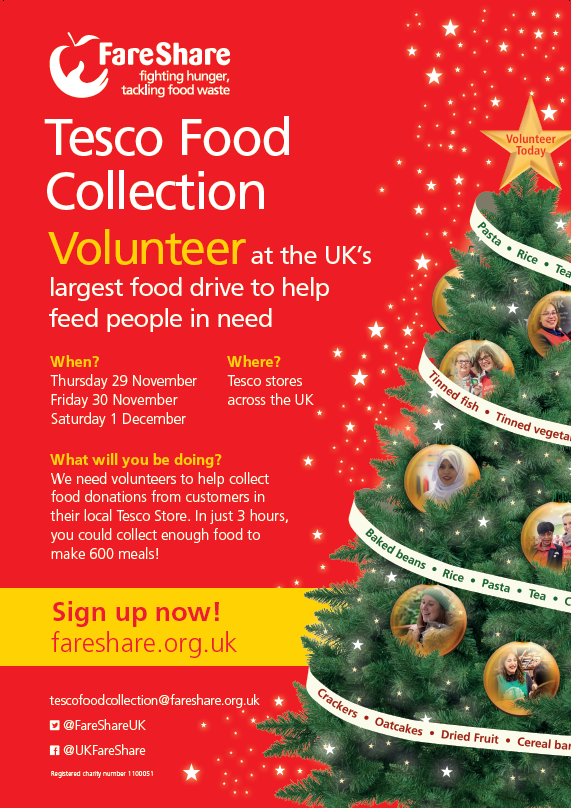 FareShare
fighting hunger,
tackling food waste
Tesco Food
Collection
Volunteer at the UK's
largest food drive to help
feed people in need
When?
Thursday 29 November
Friday 30 November
Saturday 1 December
Where?
Tesco stores
across the UK
What will you be doing?
We need volunteers to help collect
food donations from customers in
their local Tesco Store. In just 3 hours,
you could collect enough food to
make 600 meals!
Sign up now!
fareshare.org.uk
tescofoodcollection@fareshare.org.uk
@FareShareUK
@UKFareShare
Registered charity number 1100051
Volunteer
Today
Pasta • Rice • Tea
Tinned fish • Tinned vegeta
Baked beans • Rice • Pasta • Tea • C
Crackers • Oatcakes • Dried Fruit • Cereal bar